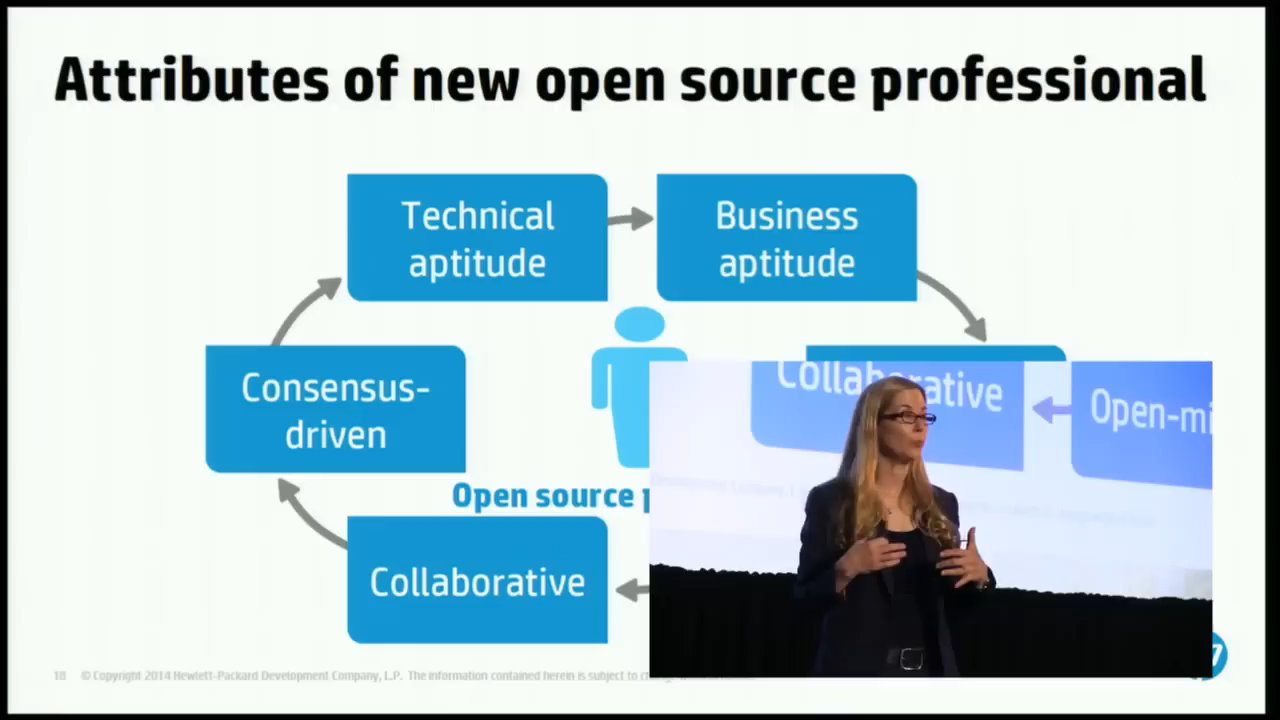 Attributes of new open source professional
Technical
aptitude
Business
aptitude
Consensus-
driven
Open source
Collaborative
Collaborative
Open-mi
18 © Copyright 2014 Hewlett-Packard Development Company, L.P. The information contained herein is subject to